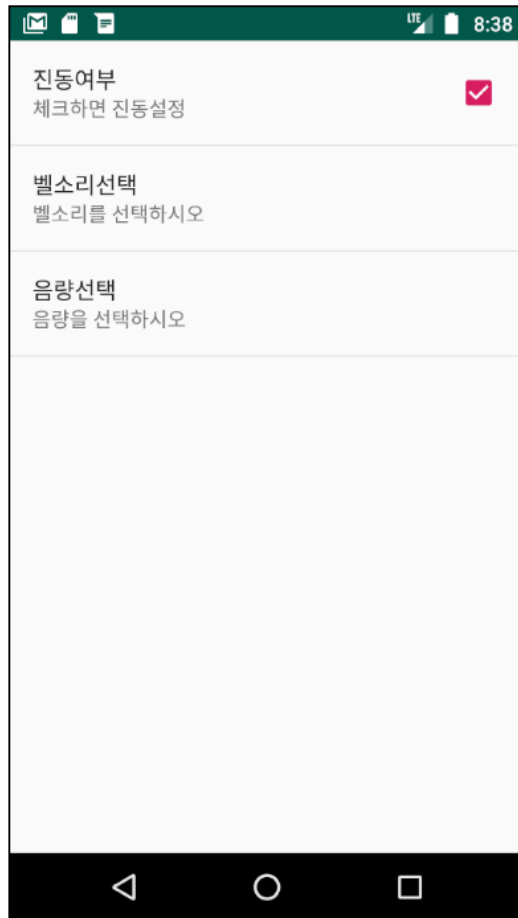 LTE 8:38
진동여부
체크하면 진동설정
벨소리선택
벨소리를 선택하시오
음량선택
음량을 선택하시오